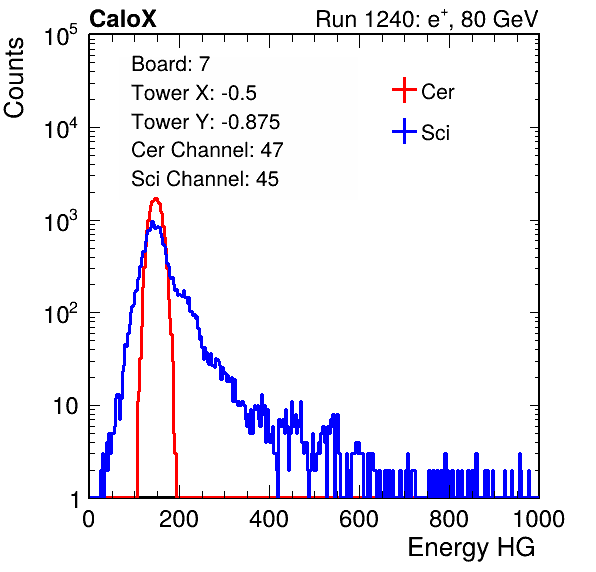 CaloX Run 1240: e⁺, 80 GeV
Counts
Board: 7
Tower X: -0.5
Tower Y: -0.875
Cer Channel: 47
Sci Channel: 45
Cer
Sci
10⁵
10⁴
10³
10²
10
1
0 200 400 600 800 1000
Energy HG